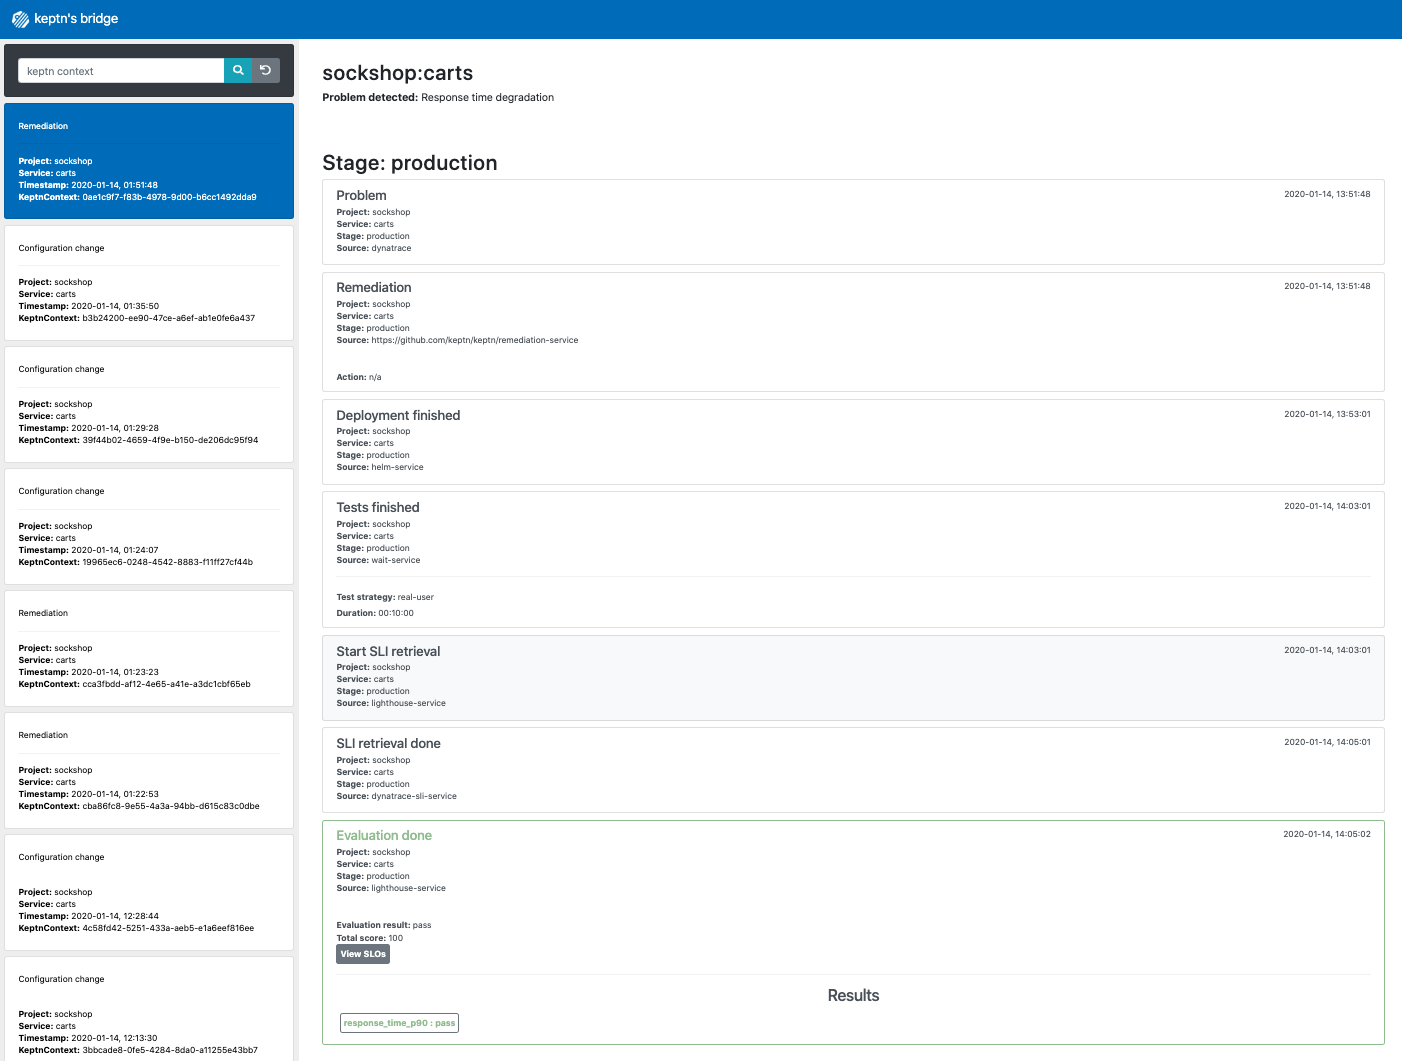 keptn's bridge
keptn context
Remediation
Project: sockshop
Service: carts
Timestamp: 2020-01-14, 01:51:48
KeptnContext: 0ae1c9f7-f83b-4978-9d00-b6cc1492dda9
Configuration change
Project: sockshop
Service: carts
Timestamp: 2020-01-14, 01:35:50
KeptnContext: b3b24200-ee90-47ce-a6ef-ab1e0fe6a437
Configuration change
Project: sockshop
Service: carts
Timestamp: 2020-01-14, 01:29:28
KeptnContext: 39f44b02-4659-4f9e-b150-de206dc95f94
Configuration change
Project: sockshop
Service: carts
Timestamp: 2020-01-14, 01:24:07
KeptnContext: 19965ec6-0248-4542-8883-f11ff27cf44b
Remediation
Project: sockshop
Service: carts
Timestamp: 2020-01-14, 01:23:23
KeptnContext: cca3fbdd-af12-4e65-a41e-a3dc1cbf65eb
Remediation
Project: sockshop
Service: carts
Timestamp: 2020-01-14, 01:22:53
KeptnContext: cba86fc8-9e55-4a3a-94bb-d615c83c0dbe
Configuration change
Project: sockshop
Service: carts
Timestamp: 2020-01-14, 12:28:44
KeptnContext: 4c58fd42-5251-433a-aeb5-e1a6eef816ee
Configuration change
Project: sockshop
Service: carts
Timestamp: 2020-01-14, 12:13:30
KeptnContext: 3bbcade8-0fe5-4284-8da0-a11255e43bb7
sockshop:carts
Problem detected: Response time degradation
Stage: production
Problem 2020-01-14, 13:51:48
Project: sockshop
Service: carts
Stage: production
Source: dynatrace
Remediation 2020-01-14, 13:51:48
Project: sockshop
Service: carts
Stage: production
Source: https://github.com/keptn/keptn/remediation-service
Action: n/a
Deployment finished 2020-01-14, 13:53:01
Project: sockshop
Service: carts
Stage: production
Source: helm-service
Tests finished 2020-01-14, 14:03:01
Project: sockshop
Service: carts
Stage: production
Source: wait-service
Test strategy: real-user
Duration: 00:10:00
Start SLI retrieval 2020-01-14, 14:03:01
Project: sockshop
Service: carts
Stage: production
Source: lighthouse-service
SLI retrieval done 2020-01-14, 14:05:01
Project: sockshop
Service: carts
Stage: production
Source: dynatrace-sli-service
Evaluation done 2020-01-14, 14:05:02
Project: sockshop
Service: carts
Stage: production
Source: lighthouse-service
Evaluation result: pass
Total score: 100
View SLOs
Results
response_time_p90 : pass